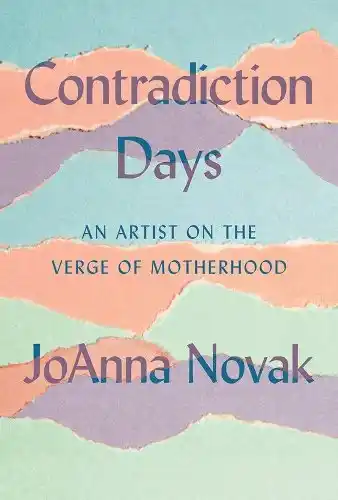 Contradiction
Days
AN ARTIST ON THE
VERGE OF MOTHERHOOD
JoAnna Novak